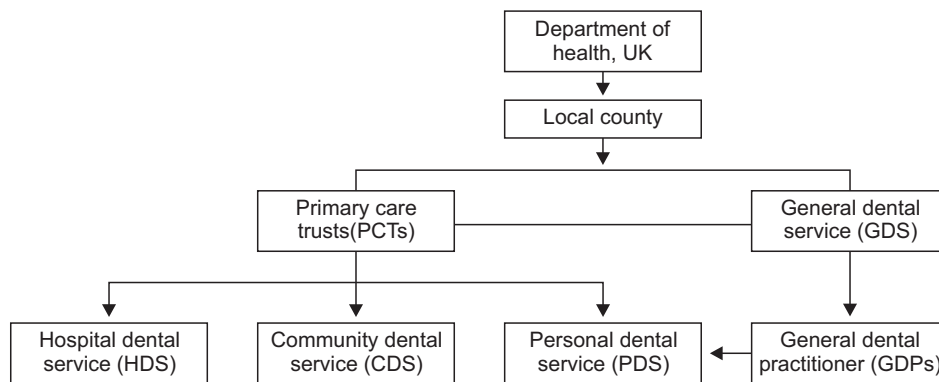 Department of
health, UK
Local county
Primary care
trusts(PCTs)
General dental
service (GDS)
Hospital dental
service (HDS)
Community dental
service (CDS)
Personal dental
service (PDS)
General dental
practitioner (GDPs)